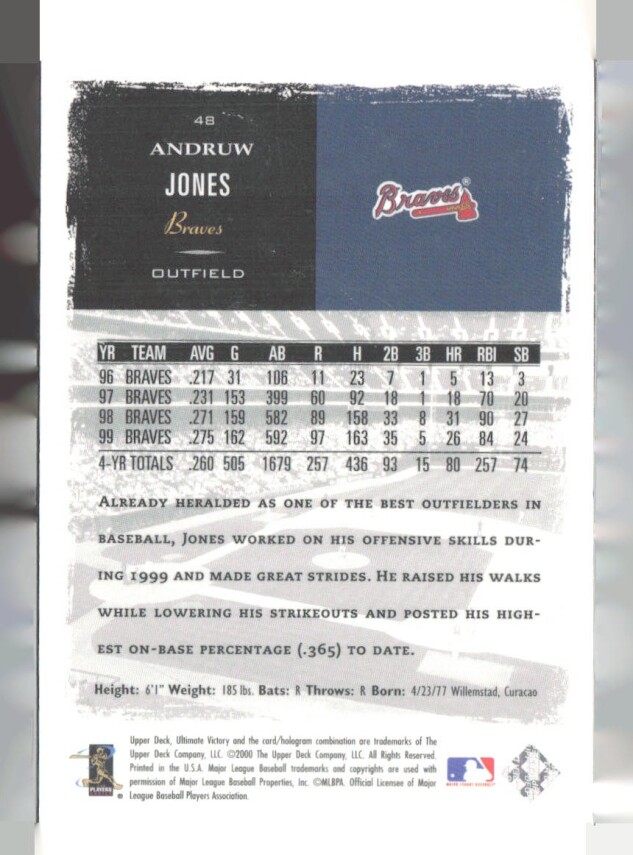 48
ANDRUW
JONES
Braves
OUTFIELD
Braves®
YR TEAM AVG G AB R H 2B 3B HR RBI SB
96 BRAVES .217 31 106 11 23 7 1 5 13 3
97 BRAVES .231 153 399 60 92 18 1 18 70 20
98 BRAVES .271 159 582 89 158 33 8 31 90 27
99 BRAVES .275 162 592 97 163 35 5 26 84 24
4-YR TOTALS .260 505 1679 257 436 93 15 80 257 74
ALREADY HERALDED AS ONE OF THE BEST OUTFIELDERS IN
BASEBALL, JONES WORKED ON HIS OFFENSIVE SKILLS DUR-
ING 1999 AND MADE GREAT STRIDES. HE RAISED HIS WALKS
WHILE LOWERING HIS STRIKEOUTS AND POSTED HIS HIGH-
EST ON-BASE PERCENTAGE (.365) TO DATE.
Height: 6'1" Weight: 185 lbs. Bats: R Throws: R Born: 4/23/77 Willemstad, Curacao
Upper Deck, Ultimate Victory and the card/hologram combination are trademarks of The
Upper Deck Company, LLC. ©2000 The Upper Deck Company, LLC. All Rights Reserved.
Printed in the U.S.A. Major League Baseball trademarks and copyrights are used with
permission of Major League Baseball Properties, Inc. ©MLBPA. Official Licensee of Major
League Baseball Players Association.
PLAYERS
MAJOR LEAGUE BASEBALL